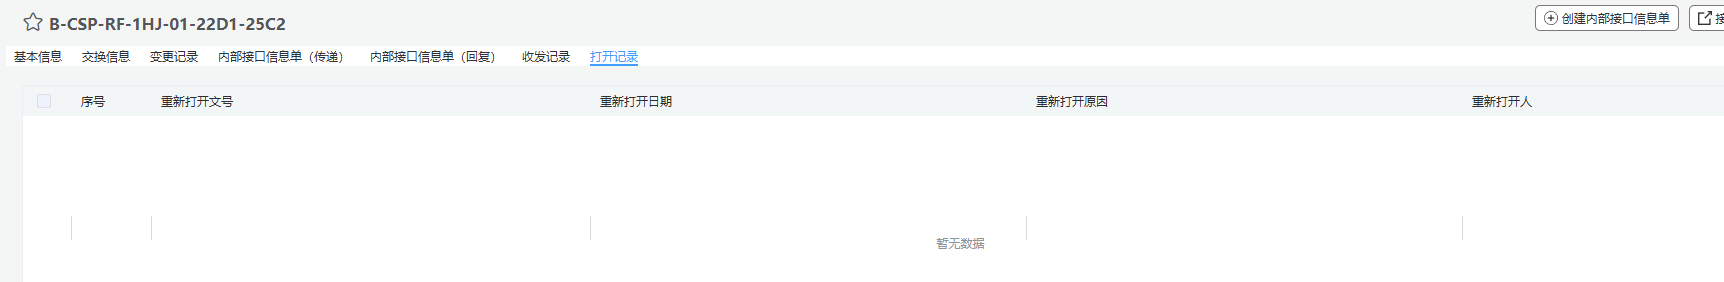 B-CSP-RF-1HJ-01-22D1-25C2
创建内部接口信息单
接
基本信息 交换信息 变更记录 内部接口信息单（传递） 内部接口信息单（回复） 收发记录 打开记录
序号 重新打开文号 重新打开日期 重新打开原因 重新打开人
暂无数据